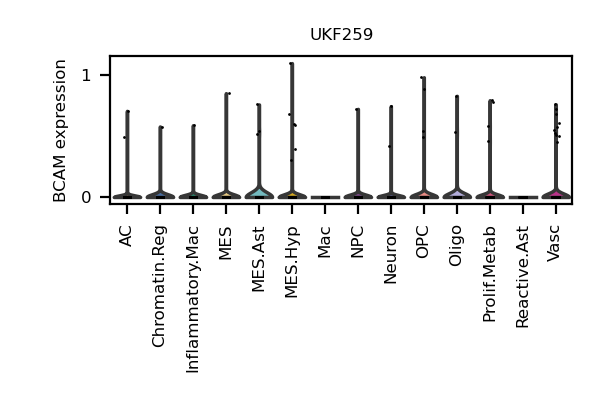 UKF259
BCAM expression
1
0
AC
Chromatin.Reg
Inflammatory.Mac
MES
MES.Ast
MES.Hyp
Mac
NPC
Neuron
OPC
Oligo
Prolif.Metab
Reactive.Ast
Vasc